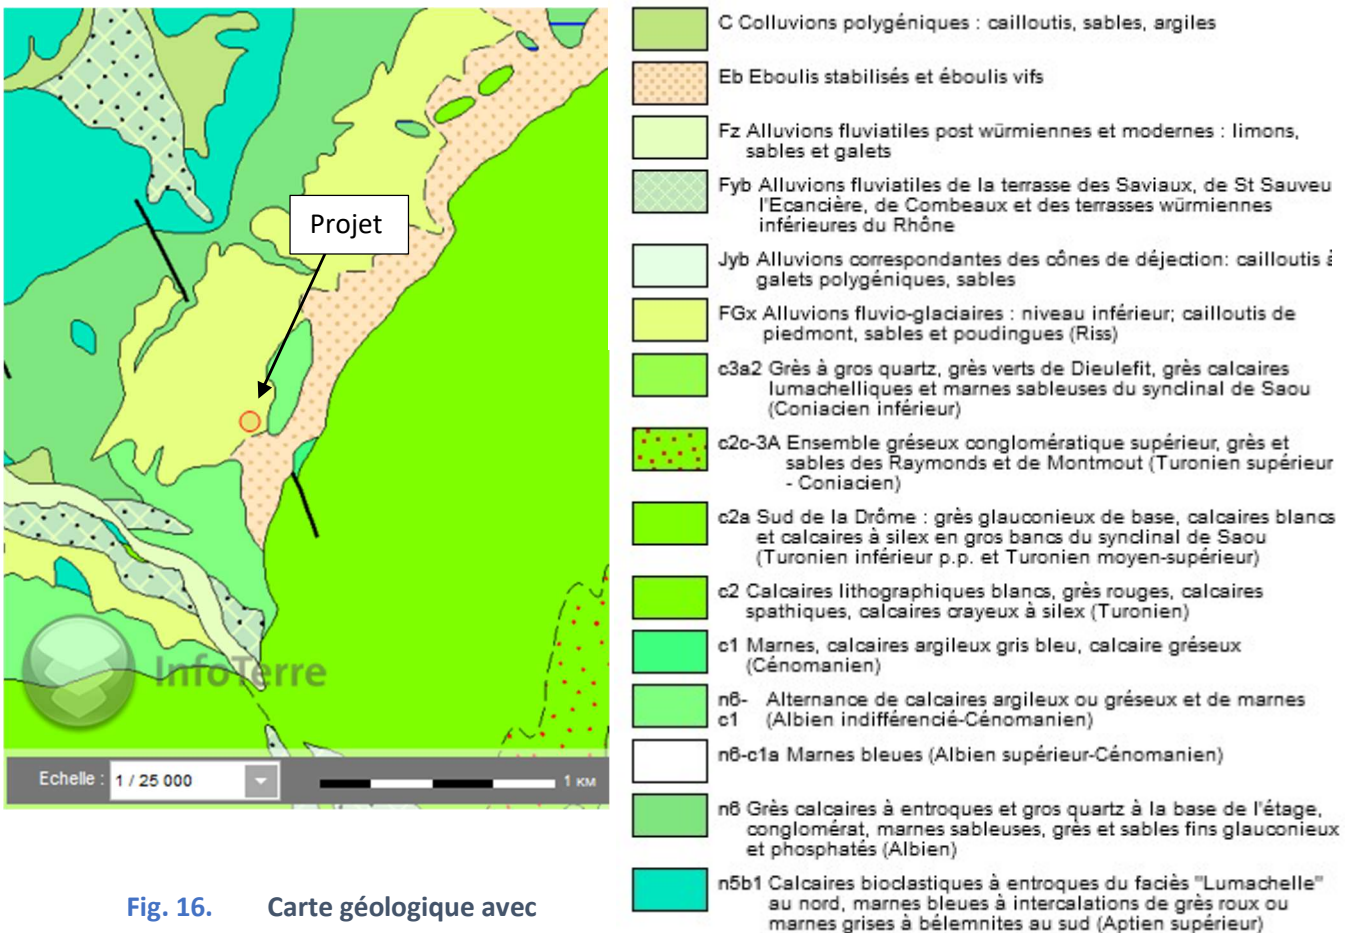 Projet
InfoTerre
Echelle : 1 / 25 000
1 KM
Fig. 16. Carte géologique avec
C Colluvions polygéniques : cailloutis, sables, argiles
Eb Eboulis stabilisés et éboulis vifs
Fz Alluvions fluviatiles post würmiennes et modernes : limons,
sables et galets
Fyb Alluvions fluviatiles de la terrasse des Saviaux, de St Sauveu
l'Ecancière, de Combeaux et des terrasses würmiennes
inférieures du Rhône
Jyb Alluvions correspondantes des cônes de déjection: cailloutis à
galets polygéniques, sables
FGx Alluvions fluvio-glaciaires : niveau inférieur; cailloutis de
piedmont, sables et poudingues (Riss)
c3a2 Grès à gros quartz, grès verts de Dieulefit, grès calcaires
lumachelliques et marnes sableuses du synclinal de Saou
(Coniacien inférieur)
c2c-3A Ensemble gréseux conglomératique supérieur, grès et
sables des Raymonds et de Montmout (Turonien supérieur
- Coniacien)
c2a Sud de la Drôme : grès glauconieux de base, calcaires blancs
et calcaires à silex en gros bancs du synclinal de Saou
(Turonien inférieur p.p. et Turonien moyen-supérieur)
c2 Calcaires lithographiques blancs, grès rouges, calcaires
spathiques, calcaires crayeux à silex (Turonien)
c1 Marnes, calcaires argileux gris bleu, calcaire gréseux
(Cénomanien)
n6- Alternance de calcaires argileux ou gréseux et de marnes
c1 (Albien indifférencié-Cénomanien)
n6-c1a Marnes bleues (Albien supérieur-Cénomanien)
n6 Grès calcaires à entroques et gros quartz à la base de l'étage,
conglomérat, marnes sableuses, grès et sables fins glauconieux
et phosphatés (Albien)
n5b1 Calcaires bioclastiques à entroques du faciès "Lumachelle"
au nord, marnes bleues à intercalations de grès roux ou
marnes grises à bélemnites au sud (Aptien supérieur)